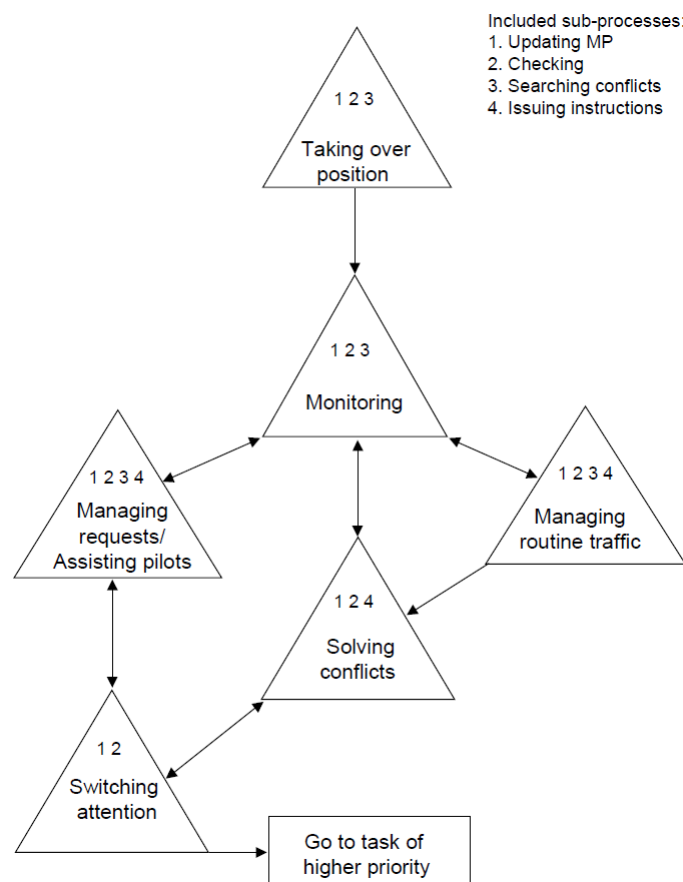 Included sub-processes:
1. Updating MP
2. Checking
3. Searching conflicts
4. Issuing instructions
1 2 3
Taking over
position
1 2 3
Monitoring
1 2 3 4
Managing
requests/
Assisting pilots
1 2 3 4
Managing
routine traffic
1 2 4
Solving
conflicts
1 2
Switching
attention
Go to task of
higher priority